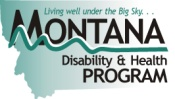 Living well under the Big Sky. . .
MONTANA
Disability & Health
PROGRAM